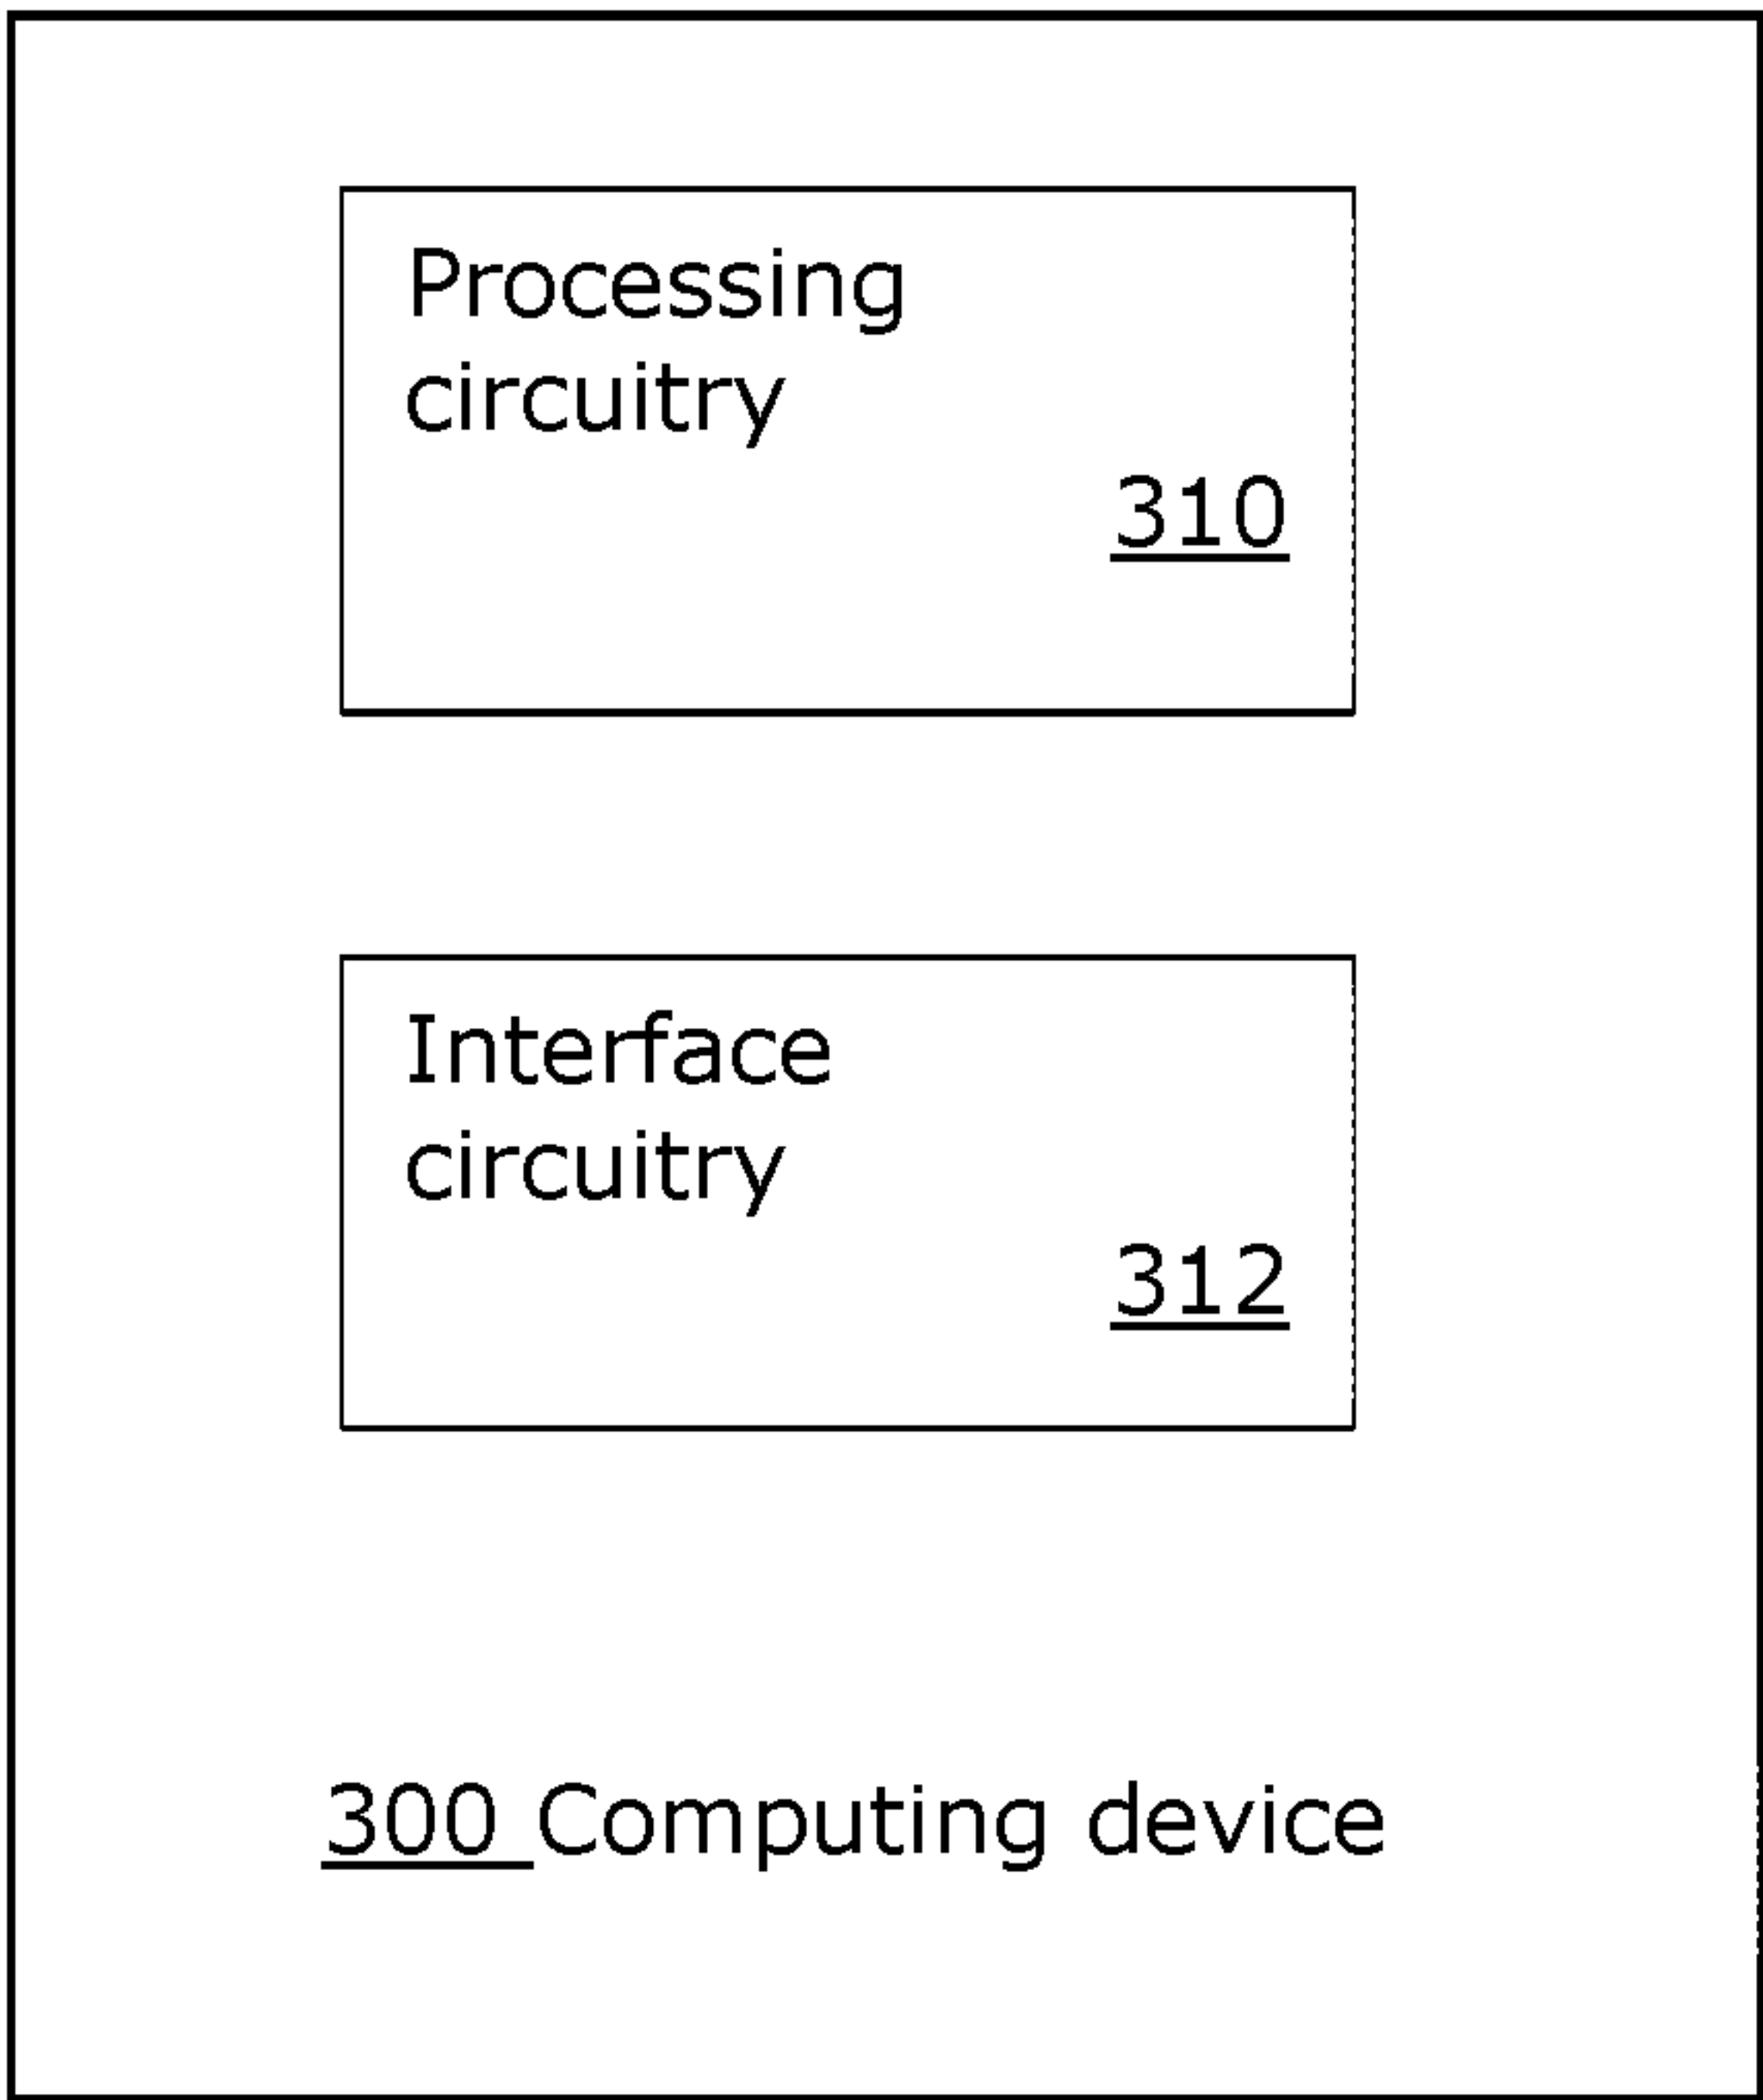 Processing
circuitry
310
Interface
circuitry
312
300 Computing device